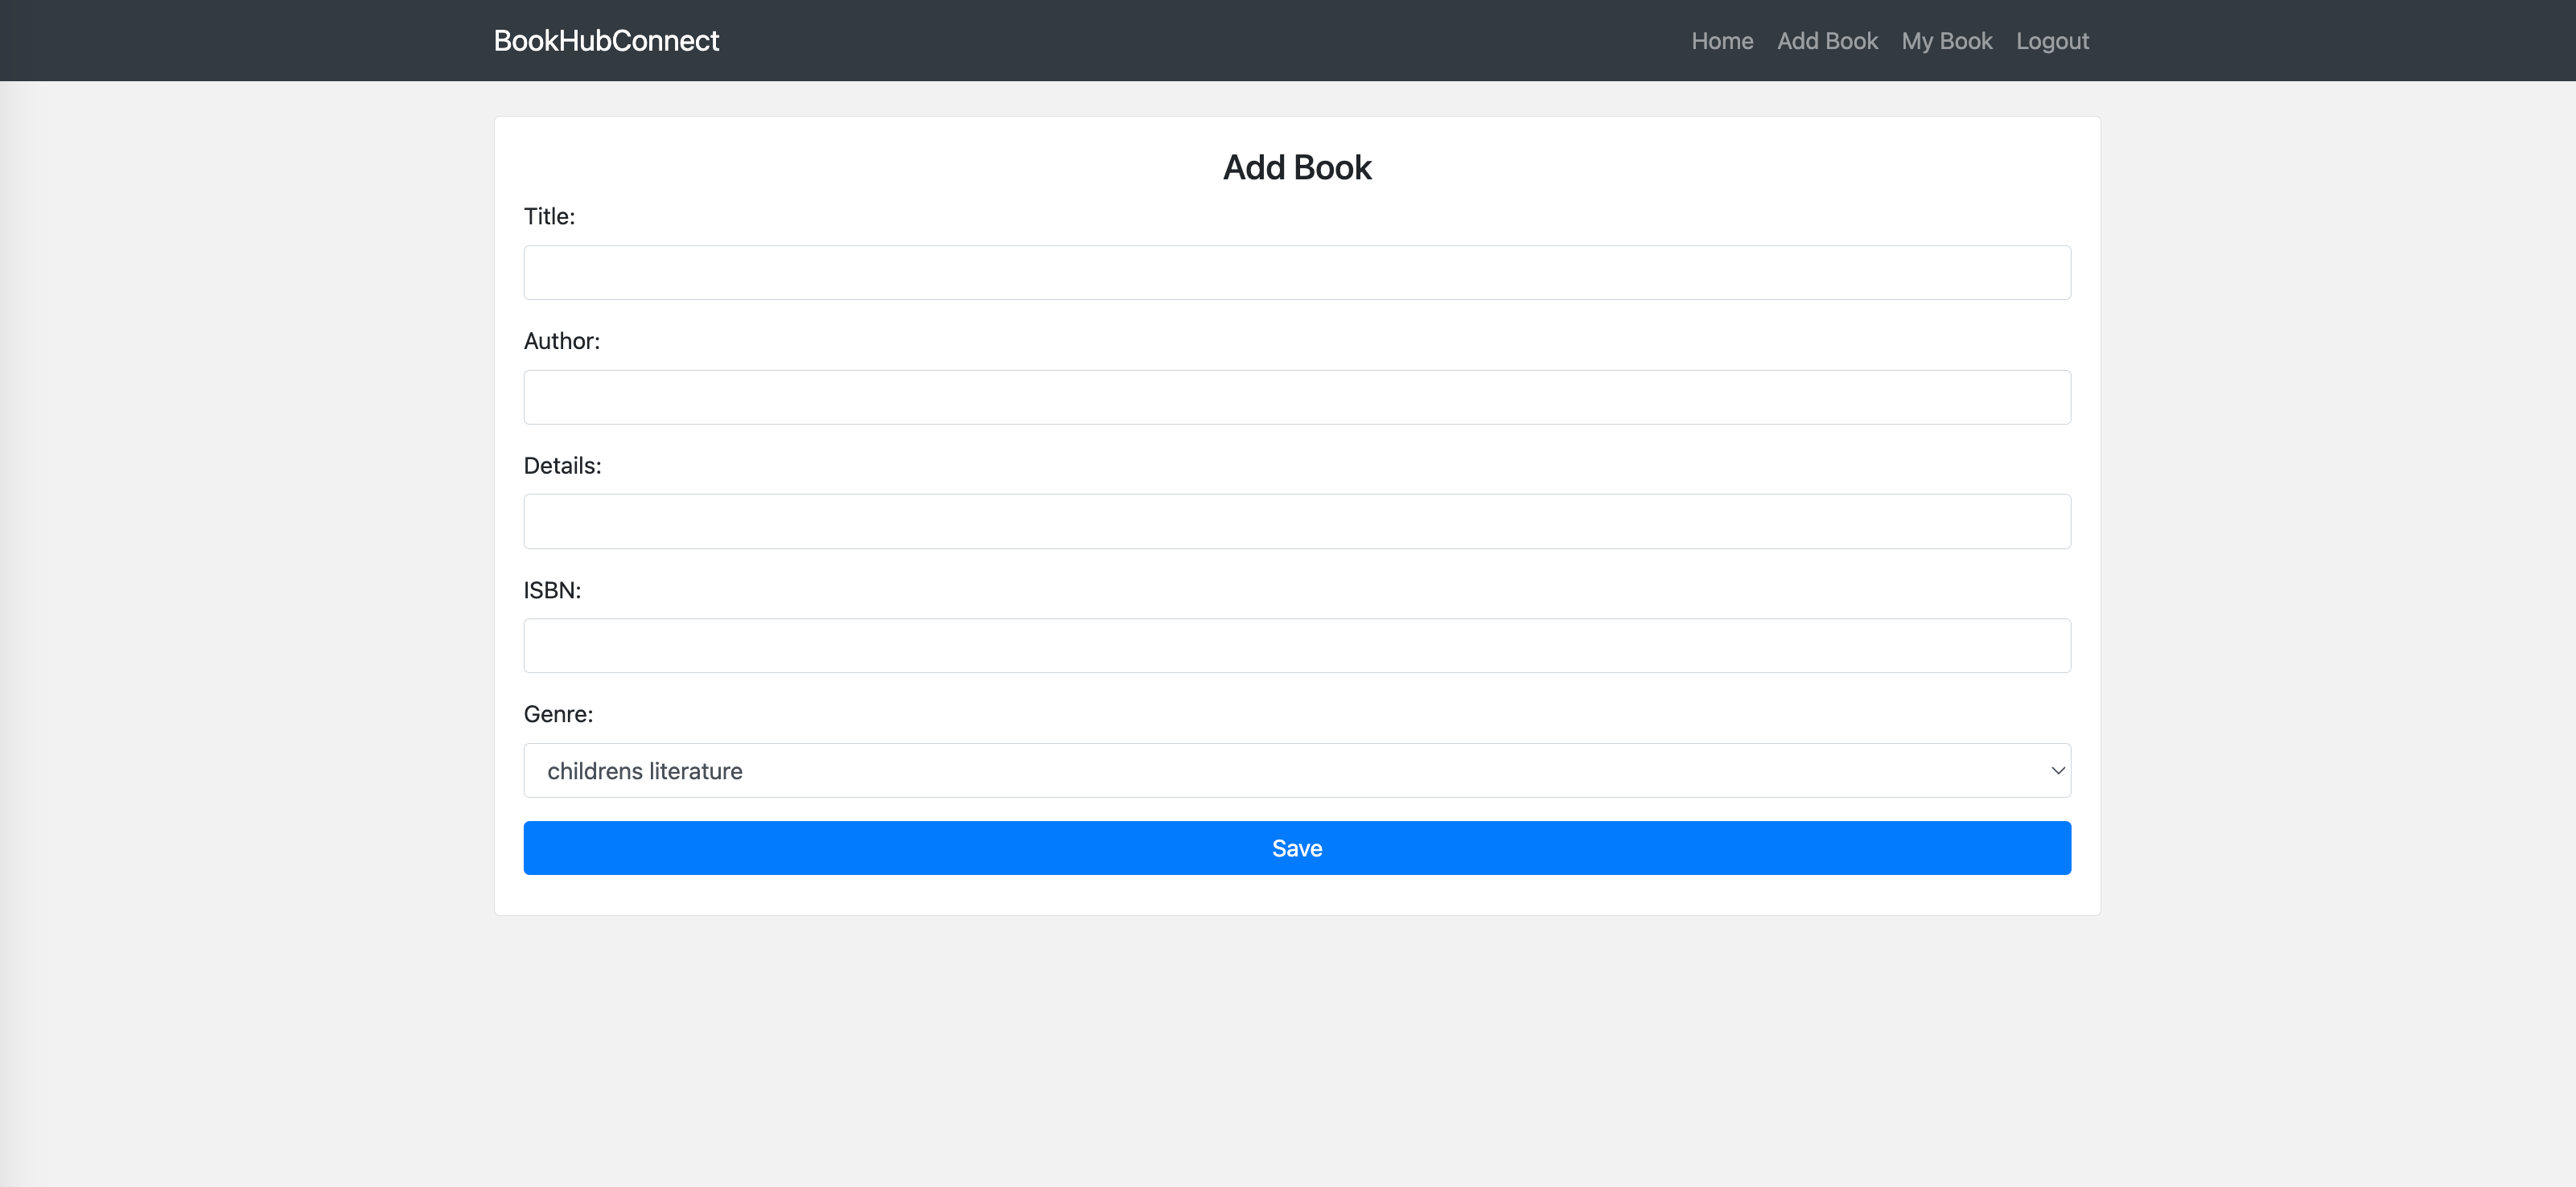 BookHubConnect
Home Add Book My Book Logout
Add Book
Title:
Author:
Details:
ISBN:
Genre:
childrens literature
Save